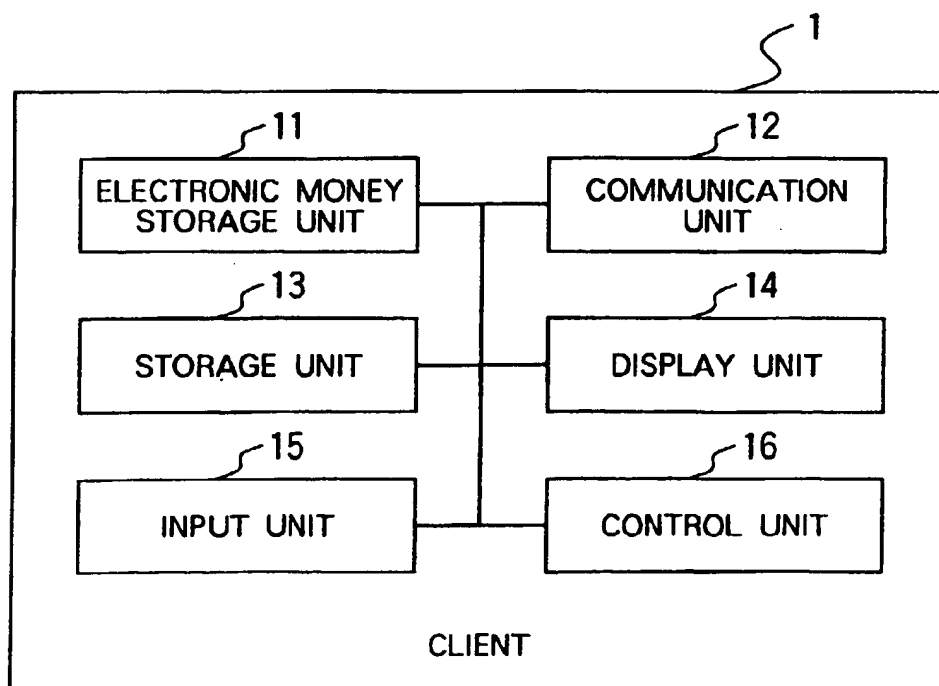 1
11
12
ELECTRONIC MONEY
STORAGE UNIT
COMMUNICATION
UNIT
13
14
STORAGE UNIT
DISPLAY UNIT
15
16
INPUT UNIT
CONTROL UNIT
CLIENT